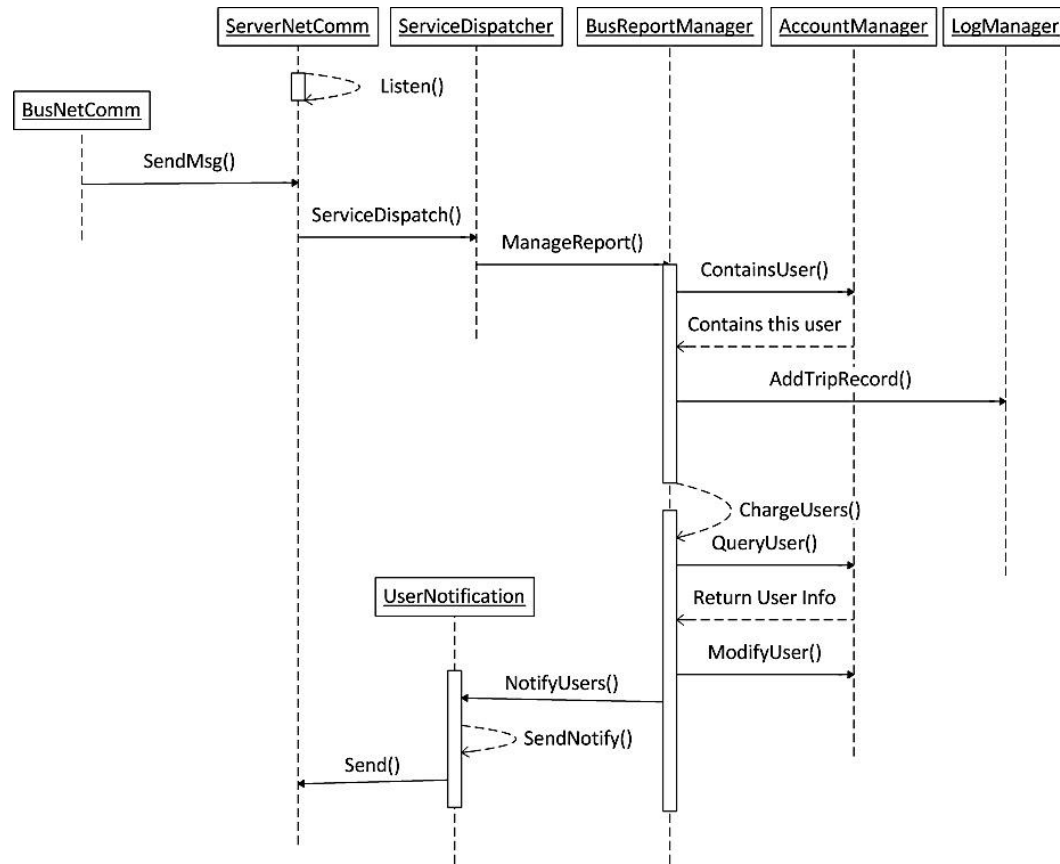 ServerNetComm
ServiceDispatcher
BusReportManager
AccountManager
LogManager
Listen()
BusNetComm
SendMsg()
ServiceDispatch()
ManageReport()
ContainsUser()
Contains this user
AddTripRecord()
ChargeUsers()
QueryUser()
UserNotification
Return User Info
ModifyUser()
NotifyUsers()
SendNotify()
Send()